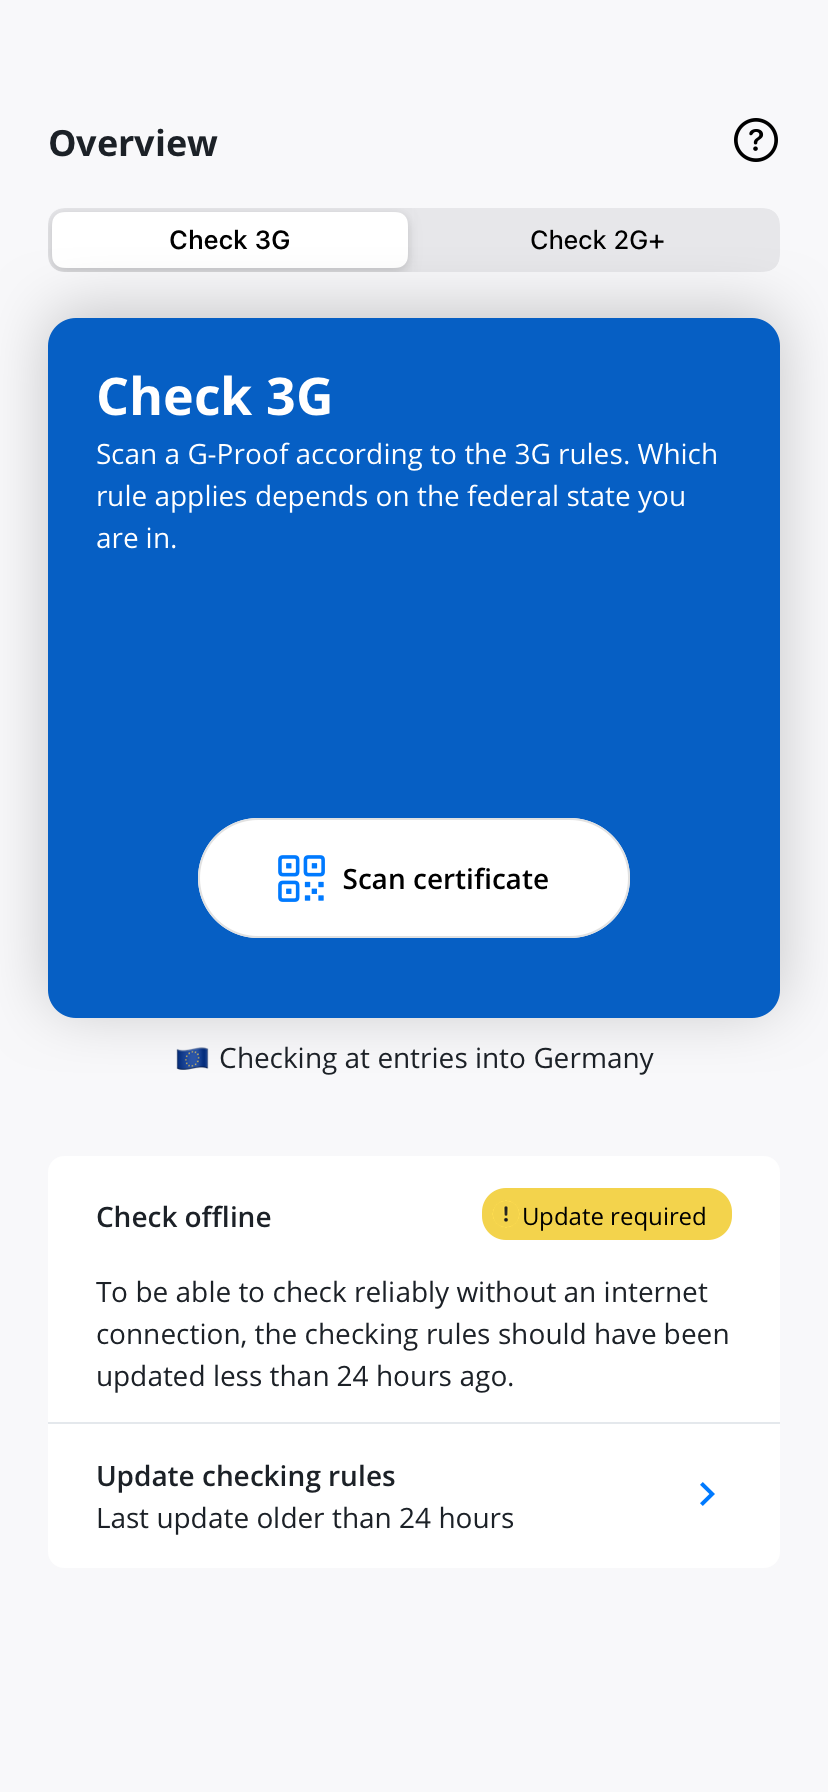 Overview
?
Check 3G
Check 2G+
Check 3G
Scan a G-Proof according to the 3G rules. Which
rule applies depends on the federal state you
are in.
Scan certificate
Checking at entries into Germany
Check offline
! Update required
To be able to check reliably without an internet
connection, the checking rules should have been
updated less than 24 hours ago.
Update checking rules
Last update older than 24 hours